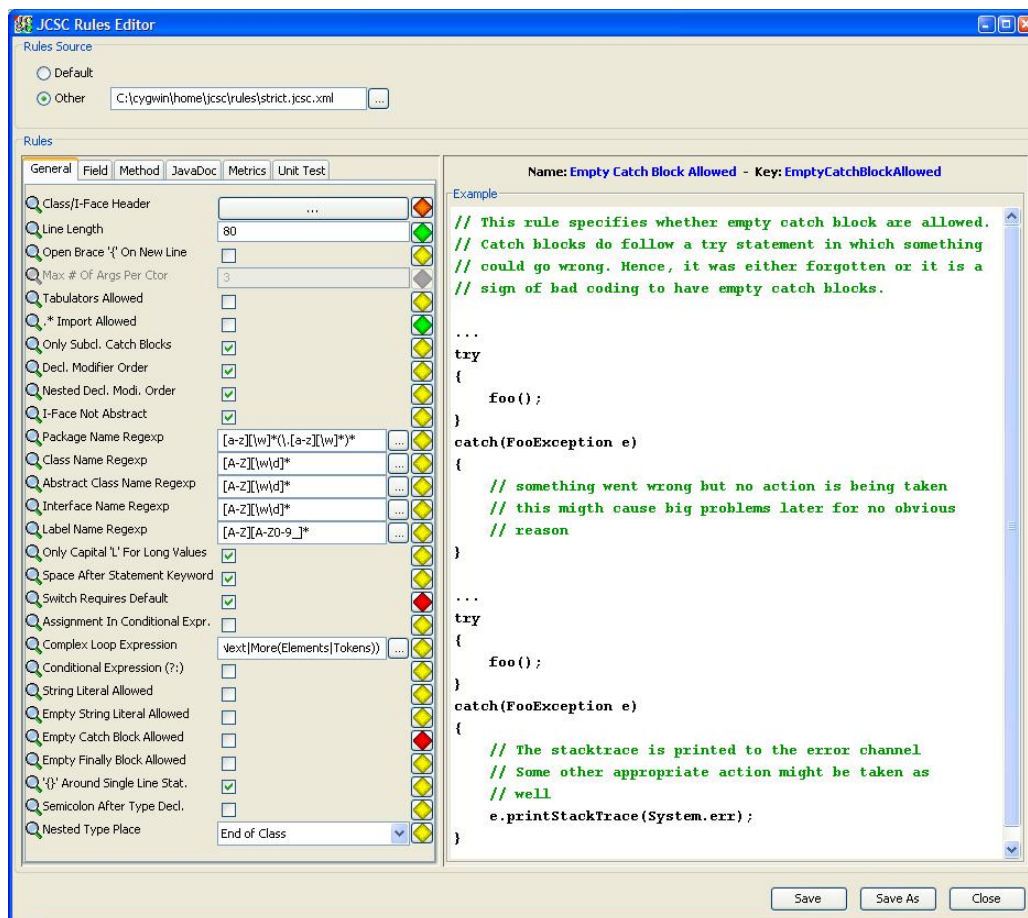 JCSC Rules Editor
Rules Source
Default
Other C:\cygwin\home\jcsc\rules\strict.jcsc.xml ...
Rules
General Field Method JavaDoc Metrics Unit Test
Class/I-Face Header ...
Line Length 80
Open Brace '{' On New Line
Max # Of Args Per Ctor 3
Tabulators Allowed
.* Import Allowed
Only Subcl. Catch Blocks
Decl. Modifier Order
Nested Decl. Modi. Order
I-Face Not Abstract
Package Name Regexp [a-z][\w]*(\.[a-z][\w]*)* ...
Class Name Regexp [A-Z][\w\d]* ...
Abstract Class Name Regexp [A-Z][\w\d]* ...
Interface Name Regexp [A-Z][\w\d]* ...
Label Name Regexp [A-Z][A-Z0-9_]* ...
Only Capital 'L' For Long Values
Space After Statement Keyword
Switch Requires Default
Assignment In Conditional Expr.
Complex Loop Expression Next|More(Elements|Tokens)) ...
Conditional Expression (?:)
String Literal Allowed
Empty String Literal Allowed
Empty Catch Block Allowed
Empty Finally Block Allowed
'{}' Around Single Line Stat.
Semicolon After Type Decl.
Nested Type Place End of Class
Name: Empty Catch Block Allowed - Key: EmptyCatchBlockAllowed
Example
// This rule specifies whether empty catch block are allowed.
// Catch blocks do follow a try statement in which something
// could go wrong. Hence, it was either forgotten or it is a
// sign of bad coding to have empty catch blocks.
...
try
{
foo();
}
catch(FooException e)
{
// something went wrong but no action is being taken
// this migth cause big problems later for no obvious
// reason
}
...
try
{
foo();
}
catch(FooException e)
{
// The stacktrace is printed to the error channel
// Some other appropriate action might be taken as
// well
e.printStackTrace(System.err);
}
Save Save As Close